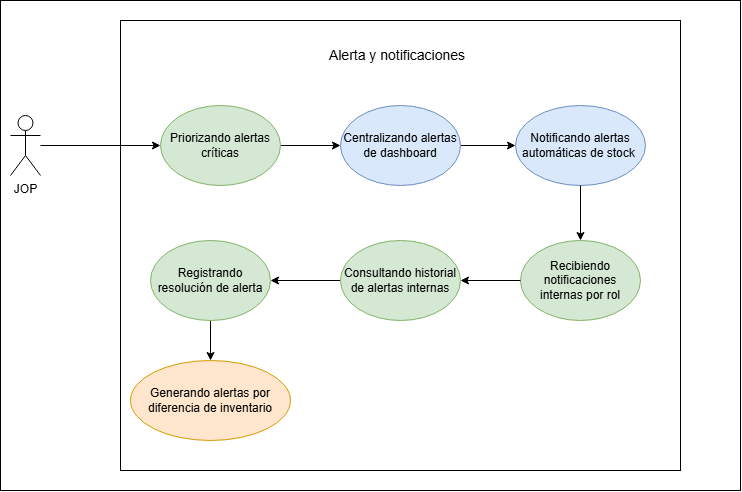 Alerta y notificaciones
Priorizando alertas
críticas
Centralizando alertas
de dashboard
Notificando alertas
automáticas de stock
JOP
Registrando
resolución de alerta
Consultando historial
de alertas internas
Recibiendo
notificaciones
internas por rol
Generando alertas por
diferencia de inventario